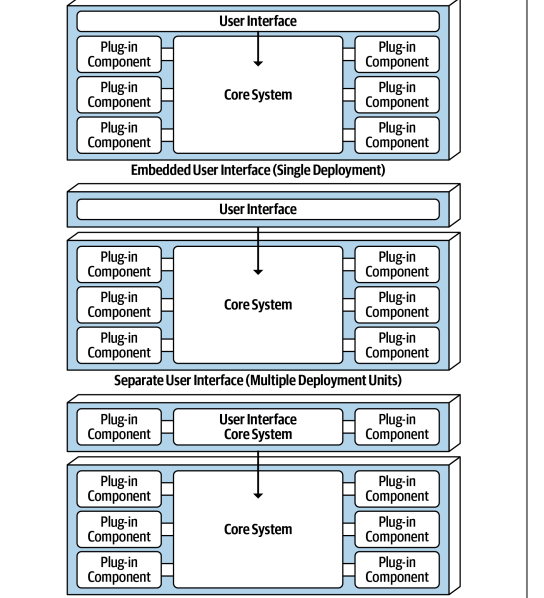 User Interface
Plug-in
Component
Plug-in
Component
Plug-in
Component
Core System
Plug-in
Component
Plug-in
Component
Plug-in
Component
Embedded User Interface (Single Deployment)
User Interface
Plug-in
Component
Plug-in
Component
Plug-in
Component
Core System
Plug-in
Component
Plug-in
Component
Plug-in
Component
Separate User Interface (Multiple Deployment Units)
Plug-in
Component
User Interface
Core System
Plug-in
Component
Plug-in
Component
Plug-in
Component
Plug-in
Component
Core System
Plug-in
Component
Plug-in
Component
Plug-in
Component